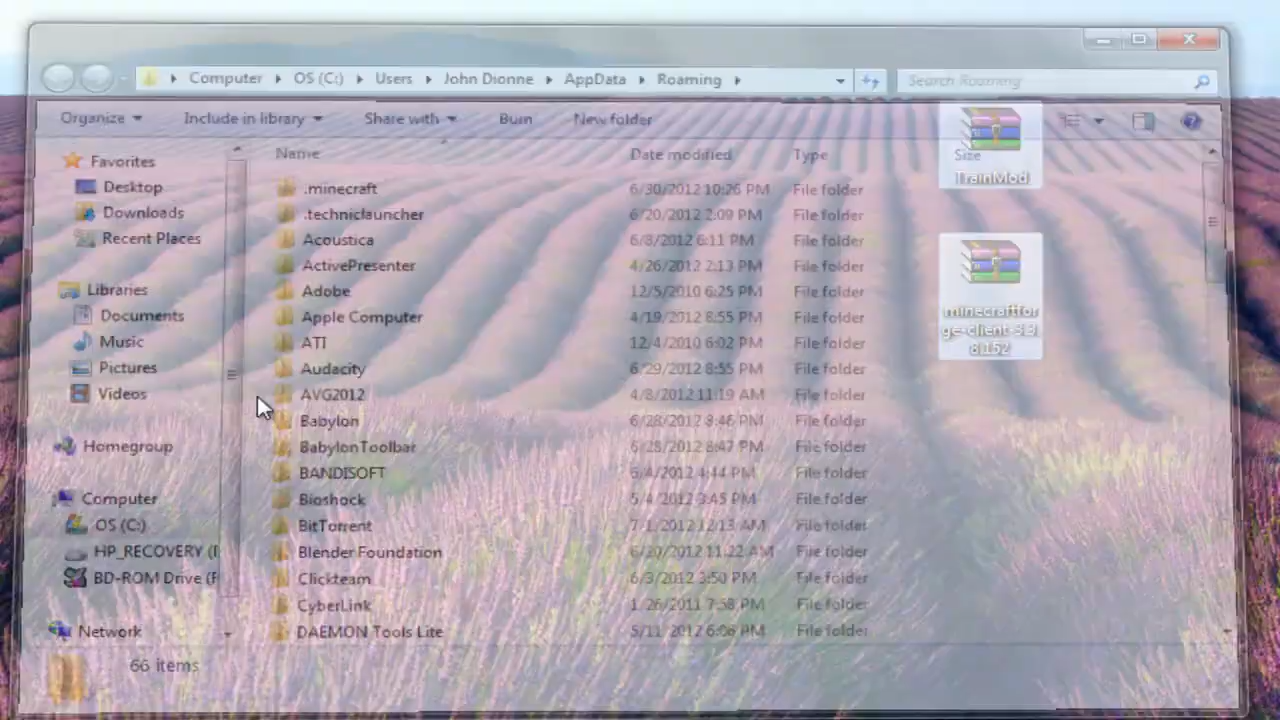 Computer ▸ OS (C:) ▸ Users ▸ John Dionne ▸ AppData ▸ Roaming ▸
Search Roaming
Organize Include in library Share with Burn New folder
Name Date modified Type Size
Favorites
Desktop
Downloads
Recent Places
Libraries
Documents
Music
Pictures
Videos
Homegroup
Computer
OS (C:)
HP_RECOVERY (
BD-ROM Drive (F
Network
.minecraft 6/30/2012 10:26 PM File folder
.techniclauncher 6/20/2012 2:09 PM File folder
Acoustica 6/8/2012 6:11 PM File folder
ActivePresenter 4/26/2012 2:13 PM File folder
Adobe 12/5/2010 6:25 PM File folder
Apple Computer 4/19/2012 8:55 PM File folder
ATI 12/4/2010 6:02 PM File folder
Audacity 6/29/2012 8:55 PM File folder
AVG2012 4/8/2012 11:19 AM File folder
Babylon 6/28/2012 8:46 PM File folder
BabylonToolbar 6/28/2012 8:47 PM File folder
BANDISOFT 6/4/2012 4:44 PM File folder
Bioshock 5/4/2012 3:45 PM File folder
BitTorrent 7/1/2012 12:13 AM File folder
Blender Foundation 6/20/2012 11:22 AM File folder
Clickteam 6/3/2012 3:50 PM File folder
CyberLink 1/26/2011 7:58 PM File folder
DAEMON Tools Lite 5/11/2012 6:06 PM File folder
TrainMod
minecraftfor
ge-client-3.3.
8.152
66 items